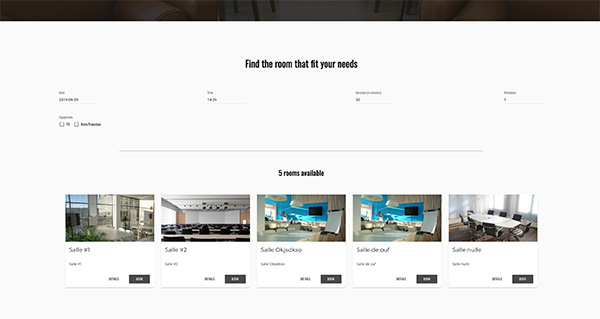 Find the room that fit your needs
Date
Time
Duration (in minutes)
Attendees
2019-09-29
14:26
30
1
Equipments
TV
Retro Projecteur
5 rooms available
Salle #1
Salle #2
Salle Okjsdkso
Salle de ouf
Salle nulle
Salle #1
Salle #2
Salle Okjsdkso
Salle de ouf
Salle nulle
DETAILS BOOK
DETAILS BOOK
DETAILS BOOK
DETAILS BOOK
DETAILS BOOK